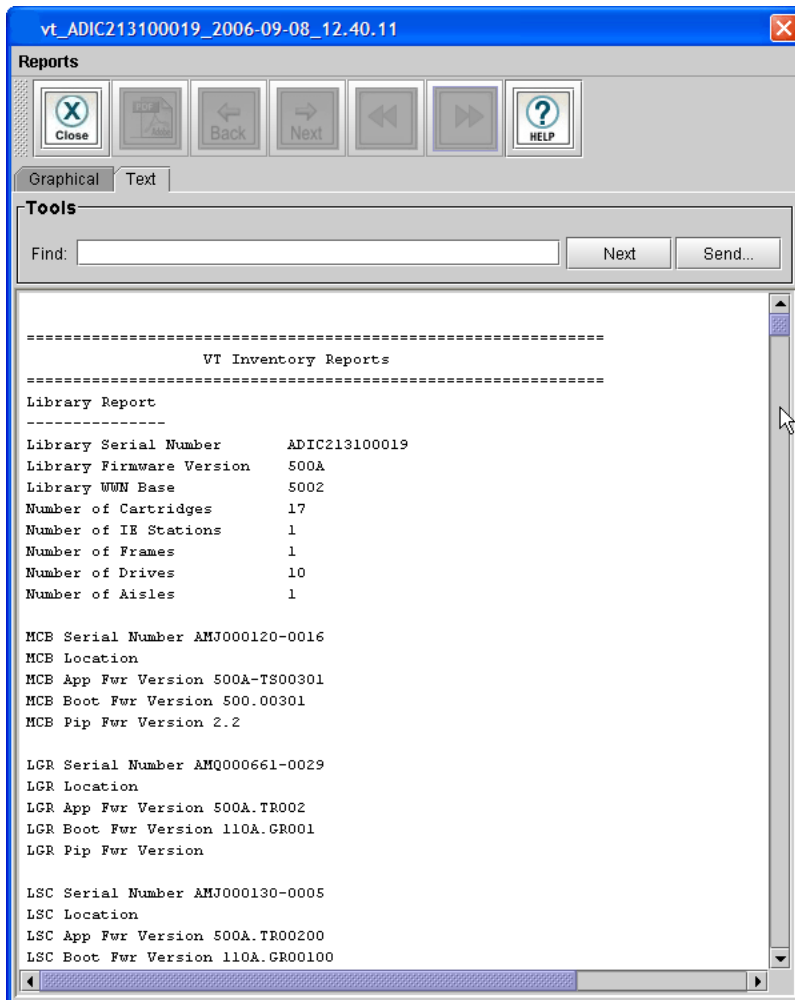 vt_ADIC213100019_2006-09-08_12.40.11
Reports
Close
PDF Adobe
Back
Next
HELP
Graphical Text
Tools
Find: Next Send...
==============================================================
VT Inventory Reports
==============================================================
Library Report
---------------
Library Serial Number ADIC213100019
Library Firmware Version 500A
Library WWN Base 5002
Number of Cartridges 17
Number of IE Stations 1
Number of Frames 1
Number of Drives 10
Number of Aisles 1
MCB Serial Number AMJ000120-0016
MCB Location
MCB App Fwr Version 500A-TS00301
MCB Boot Fwr Version 500.00301
MCB Pip Fwr Version 2.2
LGR Serial Number AMQ000661-0029
LGR Location
LGR App Fwr Version 500A.TR002
LGR Boot Fwr Version 110A.GR001
LGR Pip Fwr Version
LSC Serial Number AMJ000130-0005
LSC Location
LSC App Fwr Version 500A.TR00200
LSC Boot Fwr Version 110A.GR00100